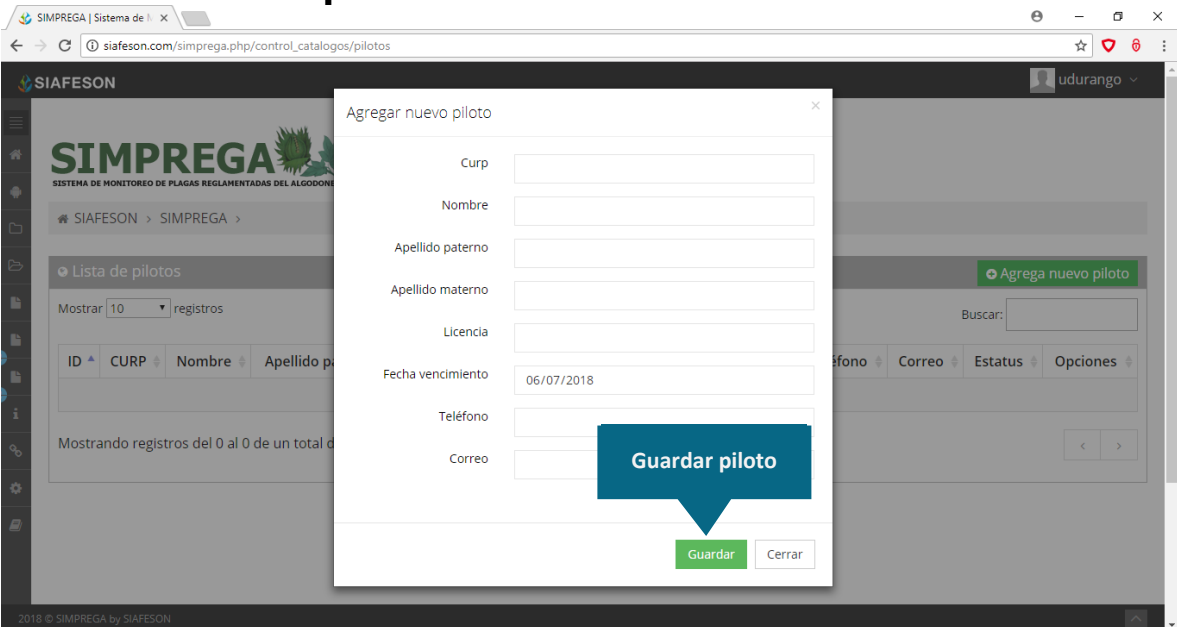 SIMPREGA | Sistema de
siafeson.com/simprega.php/control_catalogos/pilotos
SIAFESON
udurango
Agregar nuevo piloto
×
SIMPREGA
SISTEMA DE MONITOREO DE PLAGAS REGLAMENTADAS DEL
SIAFESON > SIMPREGA >
Curp
Nombre
Apellido paterno
Apellido materno
Licencia
Fecha vencimiento 06/07/2018
Teléfono
Correo
Lista de pilotos
Agrega nuevo piloto
Mostrar 10 registros
Buscar:
ID CURP Nombre Apellido Correo Estatus Opciones
Mostrando registros del 0 al 0 de un total
Guardar piloto
Guardar Cerrar
2018 © SIMPREGA by SIAFESON